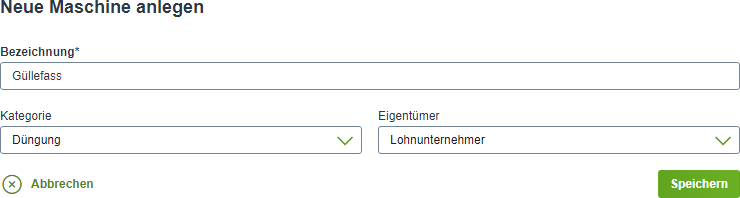 Neue Maschine anlegen
Bezeichnung*
Güllefass
Kategorie
Eigentümer
Düngung
Lohnunternehmer
Abbrechen
Speichern